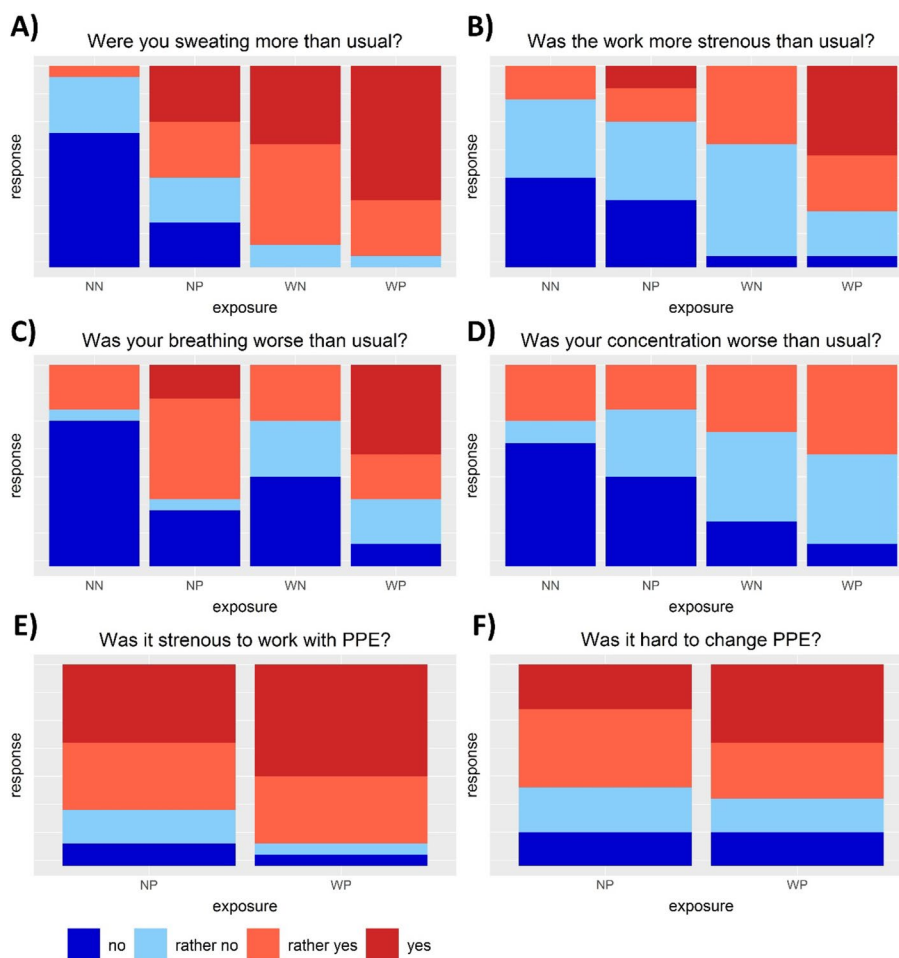 A)
Were you sweating more than usual?
response
NN NP WN WP
exposure
B)
Was the work more strenous than usual?
response
NN NP WN WP
exposure
C)
Was your breathing worse than usual?
response
NN NP WN WP
exposure
D)
Was your concentration worse than usual?
response
NN NP WN WP
exposure
E)
Was it strenous to work with PPE?
response
NP WP
exposure
F)
Was it hard to change PPE?
response
NP WP
exposure
no rather no rather yes yes